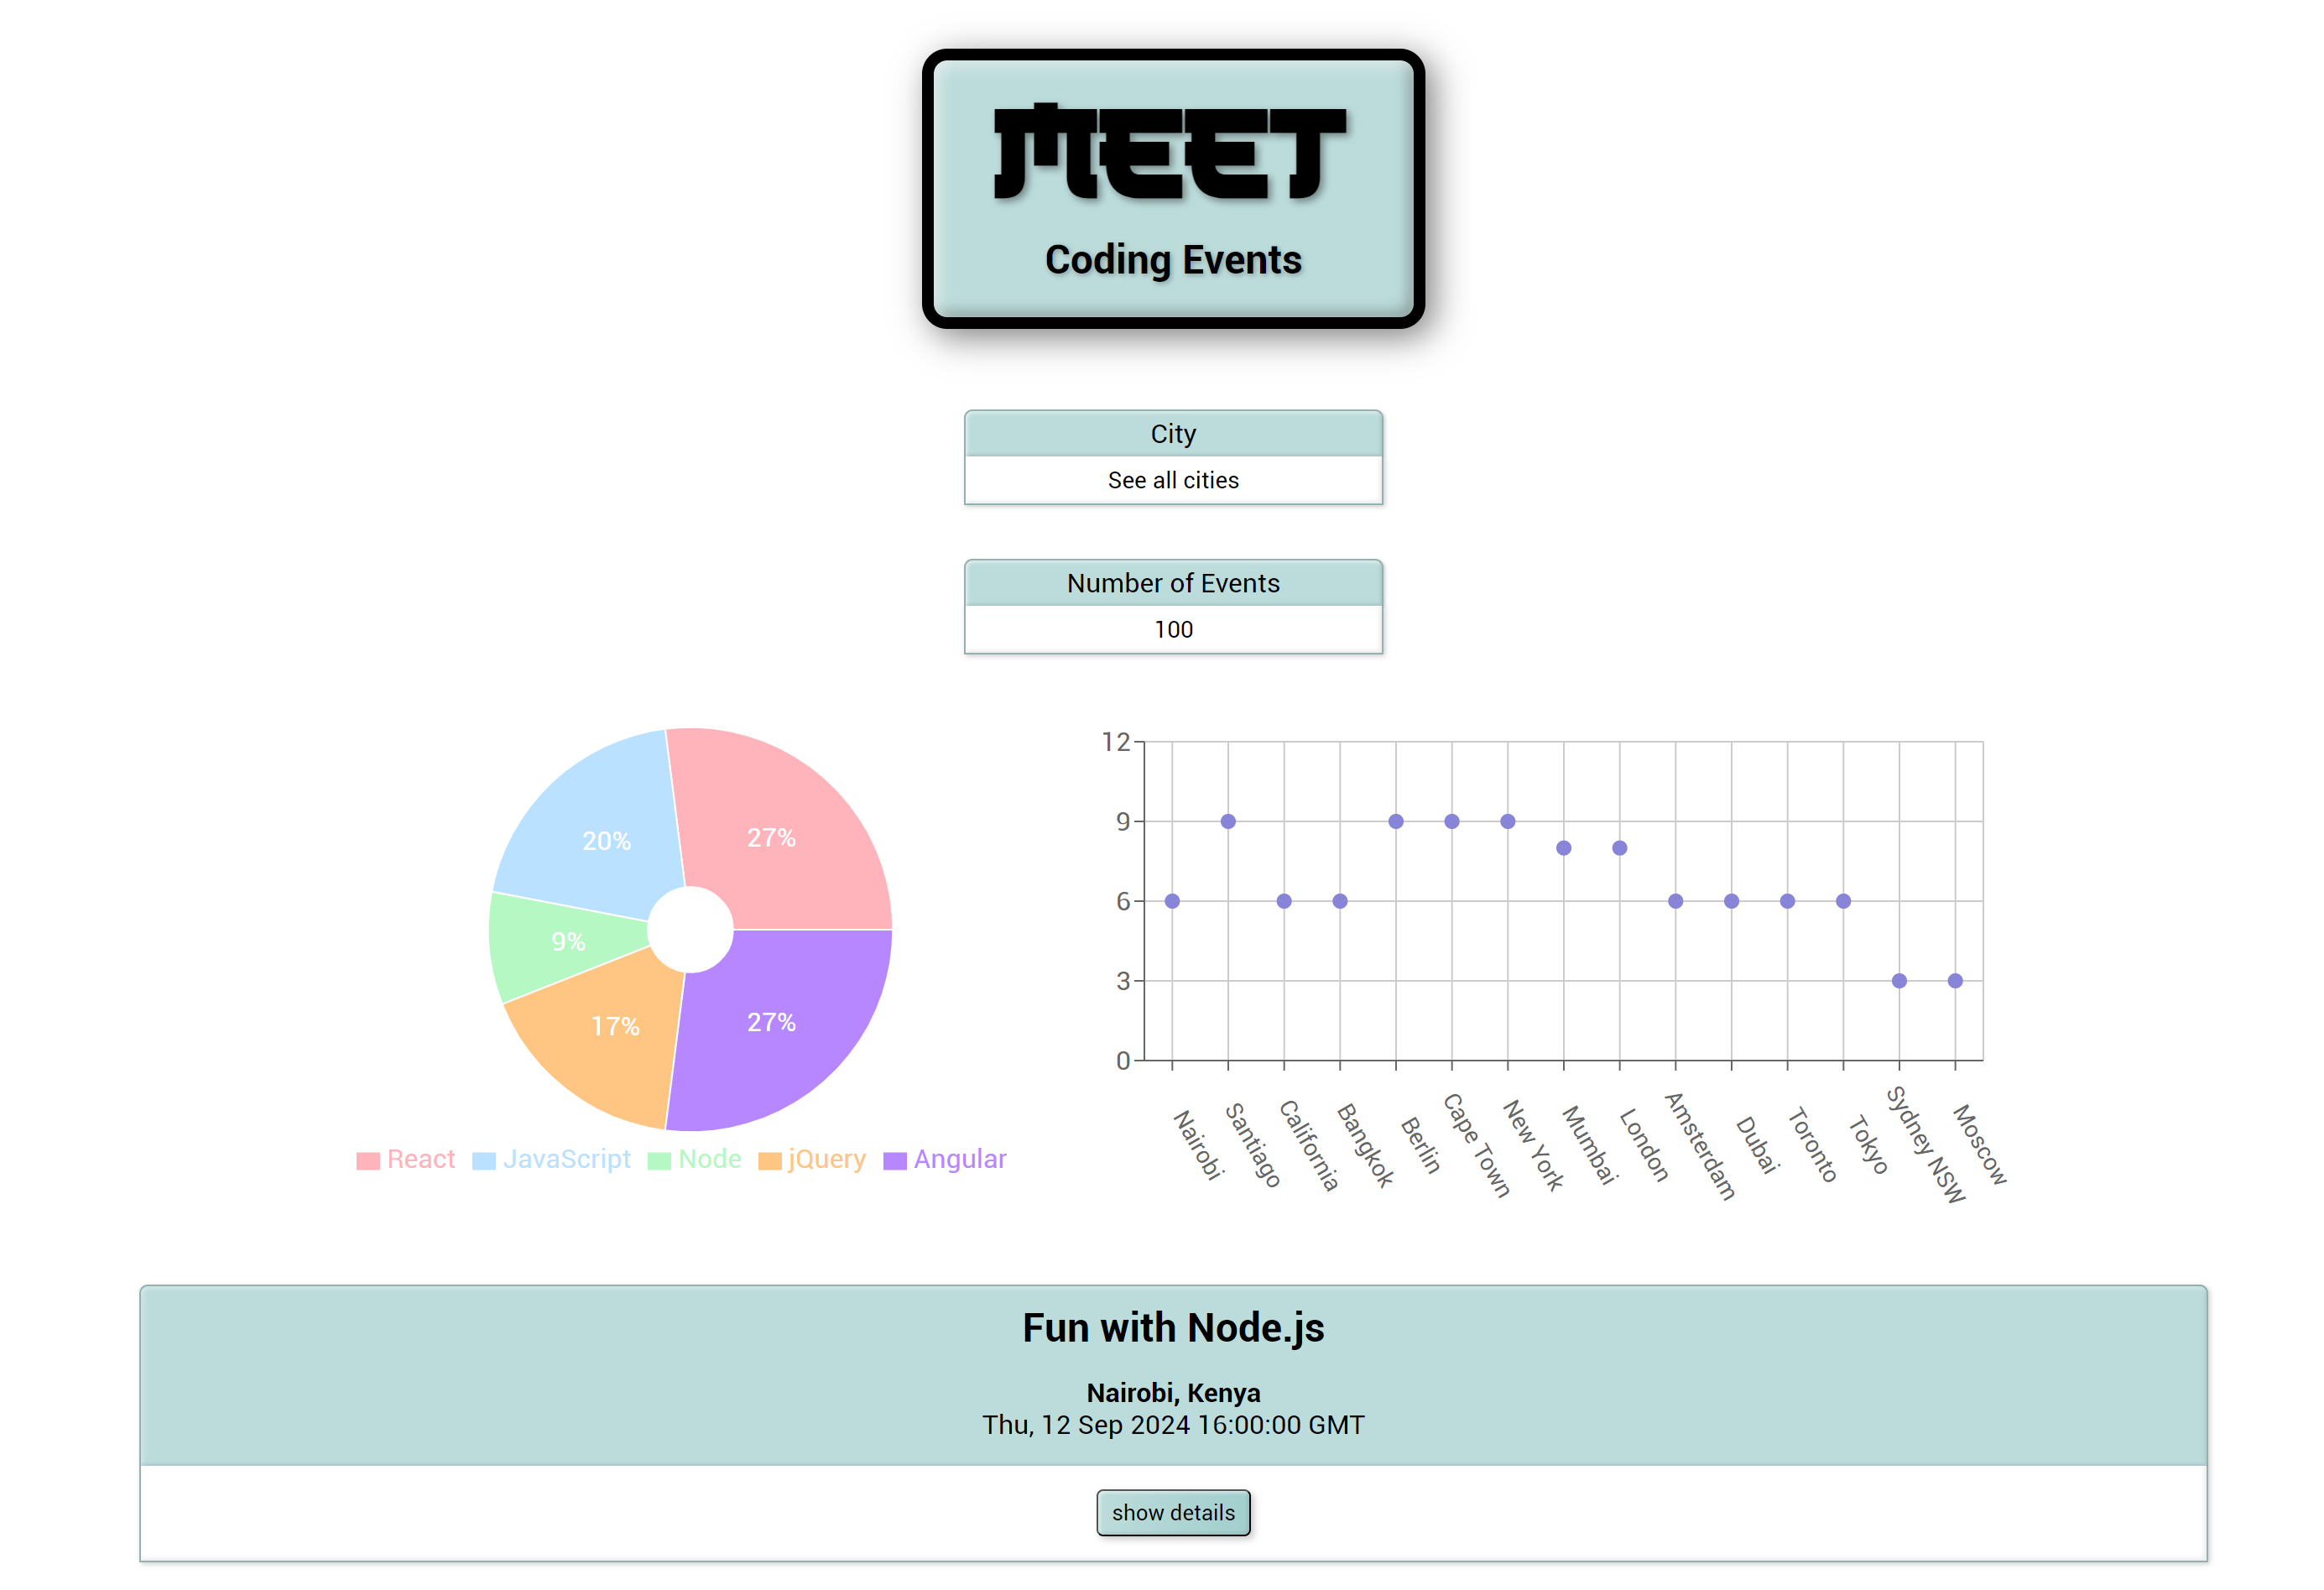 MEET
Coding Events
City
See all cities
Number of Events
100
27%
20%
9%
17%
27%
React JavaScript Node jQuery Angular
12
9
6
3
0
Nairobi Santiago California Bangkok Berlin Cape Town New York Mumbai London Amsterdam Dubai Toronto Tokyo Sydney NSW Moscow
Fun with Node.js
Nairobi, Kenya
Thu, 12 Sep 2024 16:00:00 GMT
show details